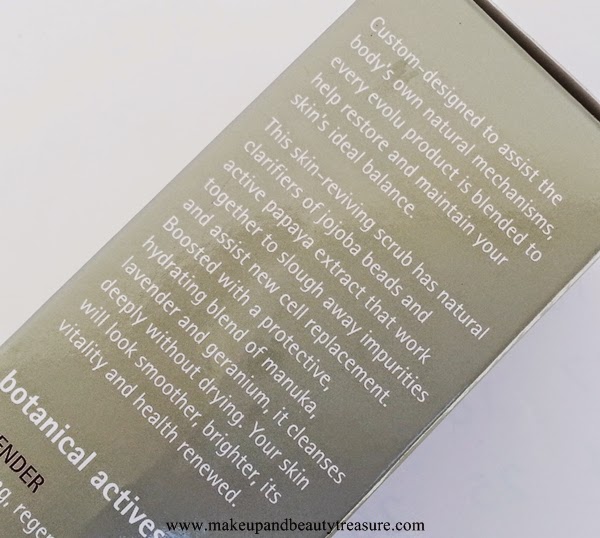 Custom-designed to assist the
body's own natural mechanisms,
every evolu product is blended to
help restore and maintain your
skin's ideal balance.
This skin-reviving scrub has natural
clarifiers of jojoba beads and
active papaya extract that work
together to slough away impurities
and assist new cell replacement.
Boosted with a protective,
hydrating blend of manuka,
lavender and geranium, it cleanses
deeply without drying. Your skin
will look smoother, brighter, its
vitality and health renewed.
botanical actives
www.makeupandbeautytreasure.com